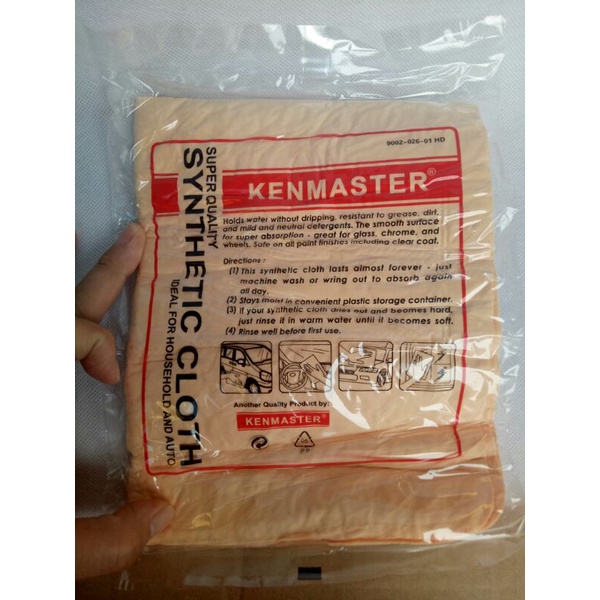 9002-026-01 HD
KENMASTER®
Holds water without dripping, resistant to grease, dirt,
and mild and neutral detergents. The smooth surface
for super absorption - great for glass, chrome, and
wheels. Safe on all paint finishes including clear coat.
Directions :
(1) This synthetic cloth lasts almost forever - just
machine wash or wring out to absorb again
all day.
(2) Stays moist in convenient plastic storage container.
(3) If your synthetic cloth dries out and becomes hard,
just rinse it in warm water until it becomes soft.
(4) Rinse well before first use.
Another Quality Product by:
KENMASTER®
PP
SUPER QUALITY
SYNTHETIC CLOTH
IDEAL FOR HOUSEHOLD AND AUTO